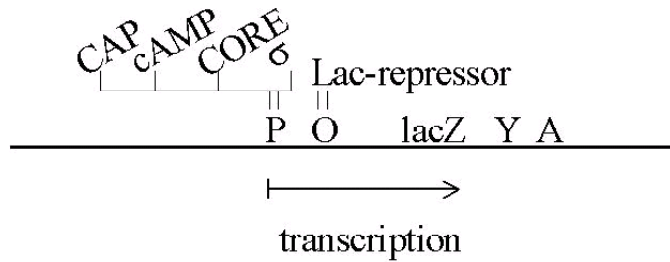 CAP cAMP CORE σ
Lac-repressor
P O lacZ Y A
transcription